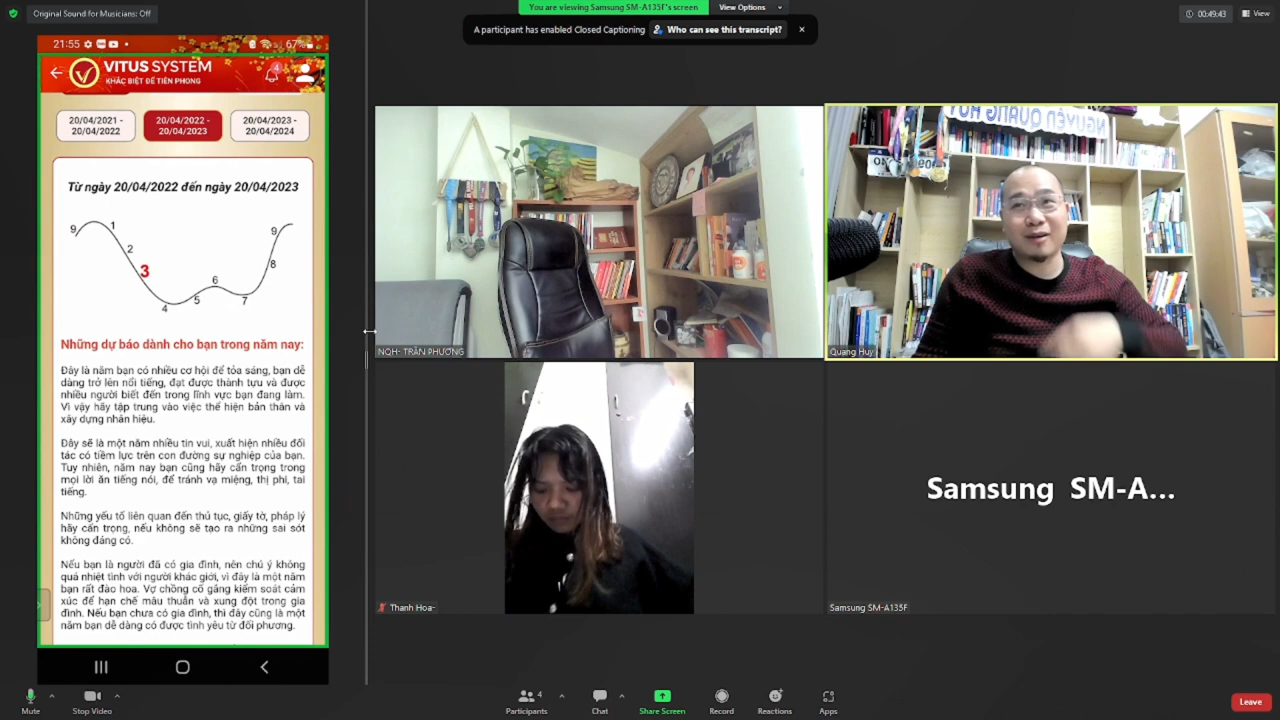 Original Sound for Musicians: Off
You are viewing Samsung SM-A135F's screen
View Options
A participant has enabled Closed Captioning
Who can see this transcript?
00:49:43
View
21:55
67%
VITUS SYSTEM
KHÁC BIỆT ĐỂ TIÊN PHONG
4
20/04/2021 -
20/04/2022
20/04/2022 -
20/04/2023
20/04/2023 -
20/04/2024
Từ ngày 20/04/2022 đến ngày 20/04/2023
9
1
2
3
4
5
6
7
8
9
Những dự báo dành cho bạn trong năm nay:
Đây là năm bạn có nhiều cơ hội để tỏa sáng, bạn dễ
dàng trở lên nổi tiếng, đạt được thành tựu và được
nhiều người biết đến trong lĩnh vực bạn đang làm.
Vì vậy hãy tập trung vào việc thể hiện bản thân và
xây dựng nhân hiệu.
Đây sẽ là một năm nhiều tin vui, xuất hiện nhiều đối
tác có tiềm lực trên con đường sự nghiệp của bạn.
Tuy nhiên, năm nay bạn cũng hãy cẩn trọng trong
mọi lời ăn tiếng nói, để tránh vạ miệng, thị phi, tai
tiếng.
Những yếu tố liên quan đến thủ tục, giấy tờ, pháp lý
hãy cẩn trọng, nếu không sẽ tạo ra những sai sót
không đáng có.
Nếu bạn là người đã có gia đình, nên chú ý không
quá nhiệt tình với người khác giới, vì đây là một năm
bạn rất đào hoa. Vợ chồng cố gắng kiểm soát cảm
xúc để hạn chế mâu thuẫn và xung đột trong gia
đình. Nếu bạn chưa có gia đình, thì đây cũng là một
năm bạn dễ dàng có được tình yêu từ đối phương.
NQH- TRẦN PHƯƠNG
NGUYỄN QUANG HUY
Quang Huy
Thanh Hoa-
Samsung SM-A...
Samsung SM-A135F
Mute
Stop Video
4
Participants
Chat
Share Screen
Record
Reactions
Apps
Leave